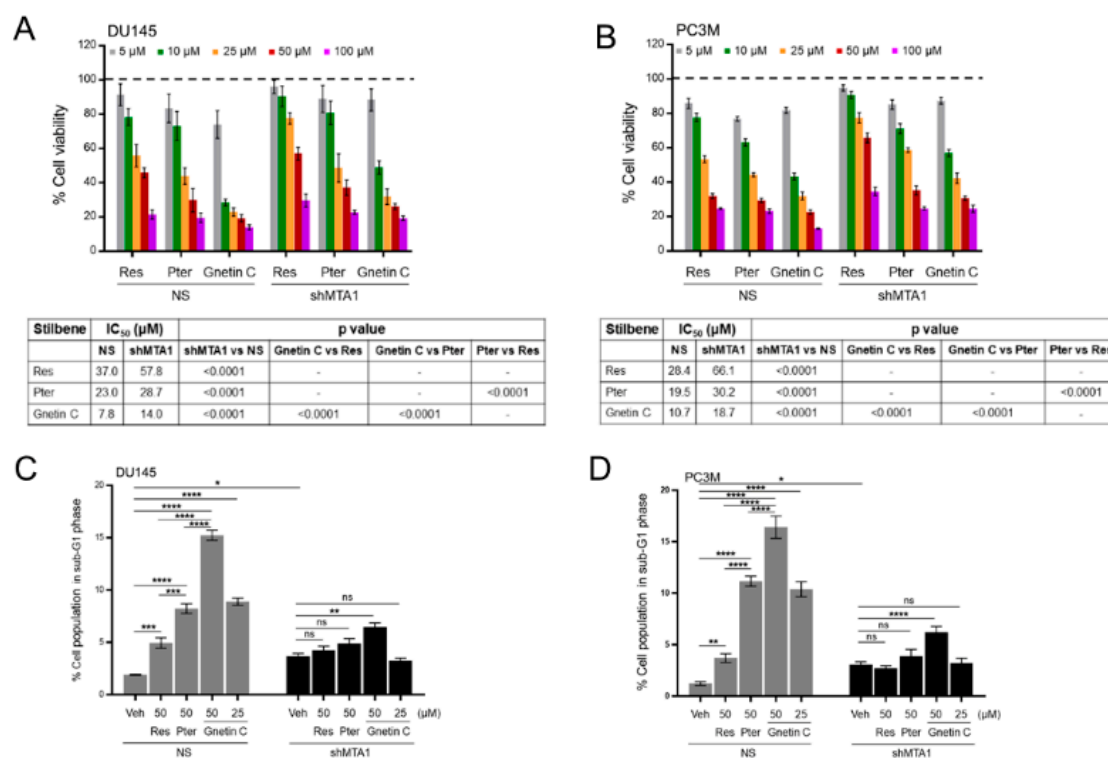 A
DU145
5 µM 10 µM 25 µM 50 µM 100 µM
120
100
80
60
40
20
0
% Cell viability
Res Pter Gnetin C Res Pter Gnetin C
NS shMTA1
Stilbene IC50 (µM) p value
NS shMTA1 shMTA1 vs NS Gnetin C vs Res Gnetin C vs Pter Pter vs Res
Res 37.0 57.8 <0.0001 - - -
Pter 23.0 28.7 <0.0001 - - <0.0001
Gnetin C 7.8 14.0 <0.0001 <0.0001 <0.0001 -
B
PC3M
5 µM 10 µM 25 µM 50 µM 100 µM
120
100
80
60
40
20
0
% Cell viability
Res Pter Gnetin C Res Pter Gnetin C
NS shMTA1
Stilbene IC50 (µM) p value
NS shMTA1 shMTA1 vs NS Gnetin C vs Res Gnetin C vs Pter Pter vs Res
Res 28.4 66.1 <0.0001 - - -
Pter 19.5 30.2 <0.0001 - - <0.0001
Gnetin C 10.7 18.7 <0.0001 <0.0001 <0.0001 -
C
DU145
20
15
10
5
0
% Cell population in sub-G1 phase
*
****
****
****
****
****
***
***
ns
**
ns
ns
Veh 50 50 50 25 Veh 50 50 50 25 (µM)
Res Pter Gnetin C Res Pter Gnetin C
NS shMTA1
D
PC3M
20
15
10
5
0
% Cell population in sub-G1 phase
*
****
****
****
****
****
****
**
ns
****
ns
ns
Veh 50 50 50 25 Veh 50 50 50 25 (µM)
Res Pter Gnetin C Res Pter Gnetin C
NS shMTA1